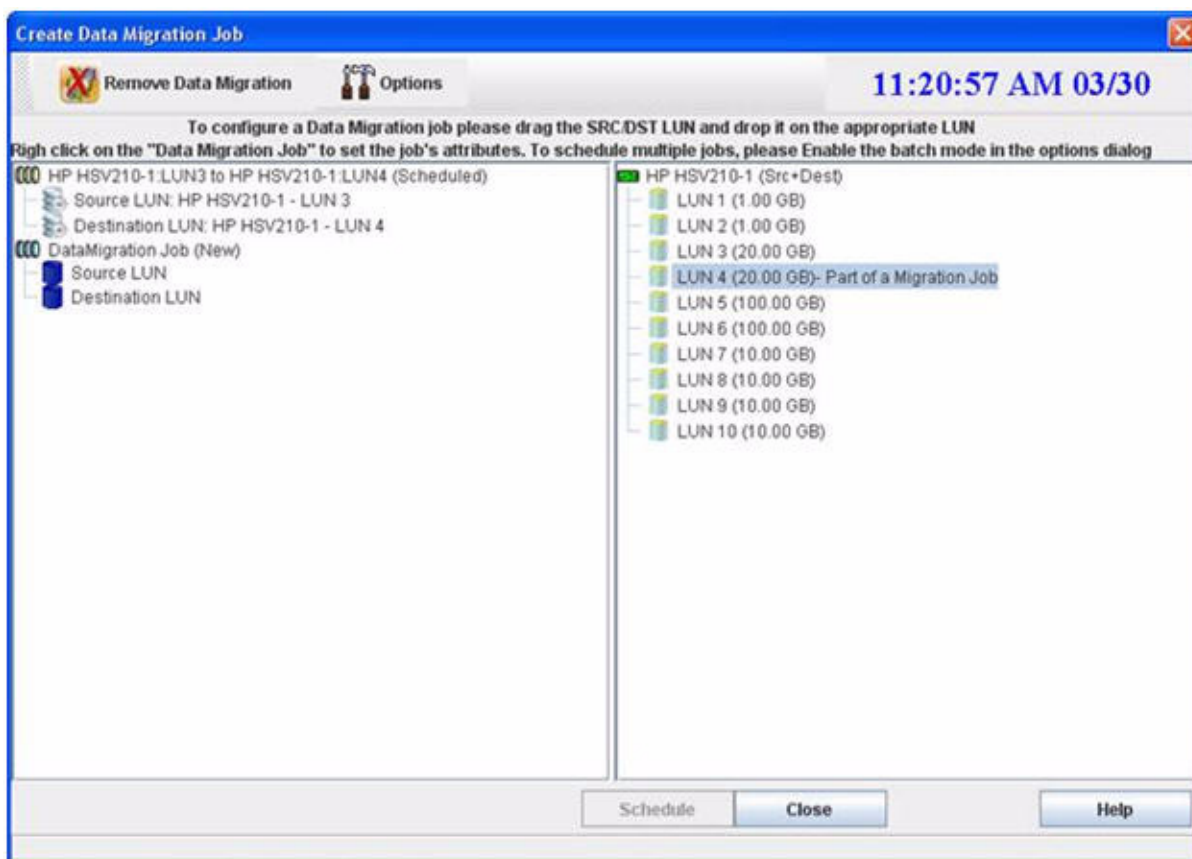 Create Data Migration Job
Remove Data Migration
Options
11:20:57 AM 03/30
To configure a Data Migration job please drag the SRC/DST LUN and drop it on the appropriate LUN
Righ click on the "Data Migration Job" to set the job's attributes. To schedule multiple jobs, please Enable the batch mode in the options dialog
HP HSV210-1:LUN3 to HP HSV210-1:LUN4 (Scheduled)
Source LUN: HP HSV210-1 - LUN 3
Destination LUN: HP HSV210-1 - LUN 4
DataMigration Job (New)
Source LUN
Destination LUN
HP HSV210-1 (Src+Dest)
LUN 1 (1.00 GB)
LUN 2 (1.00 GB)
LUN 3 (20.00 GB)
LUN 4 (20.00 GB)- Part of a Migration Job
LUN 5 (100.00 GB)
LUN 6 (100.00 GB)
LUN 7 (10.00 GB)
LUN 8 (10.00 GB)
LUN 9 (10.00 GB)
LUN 10 (10.00 GB)
Schedule
Close
Help